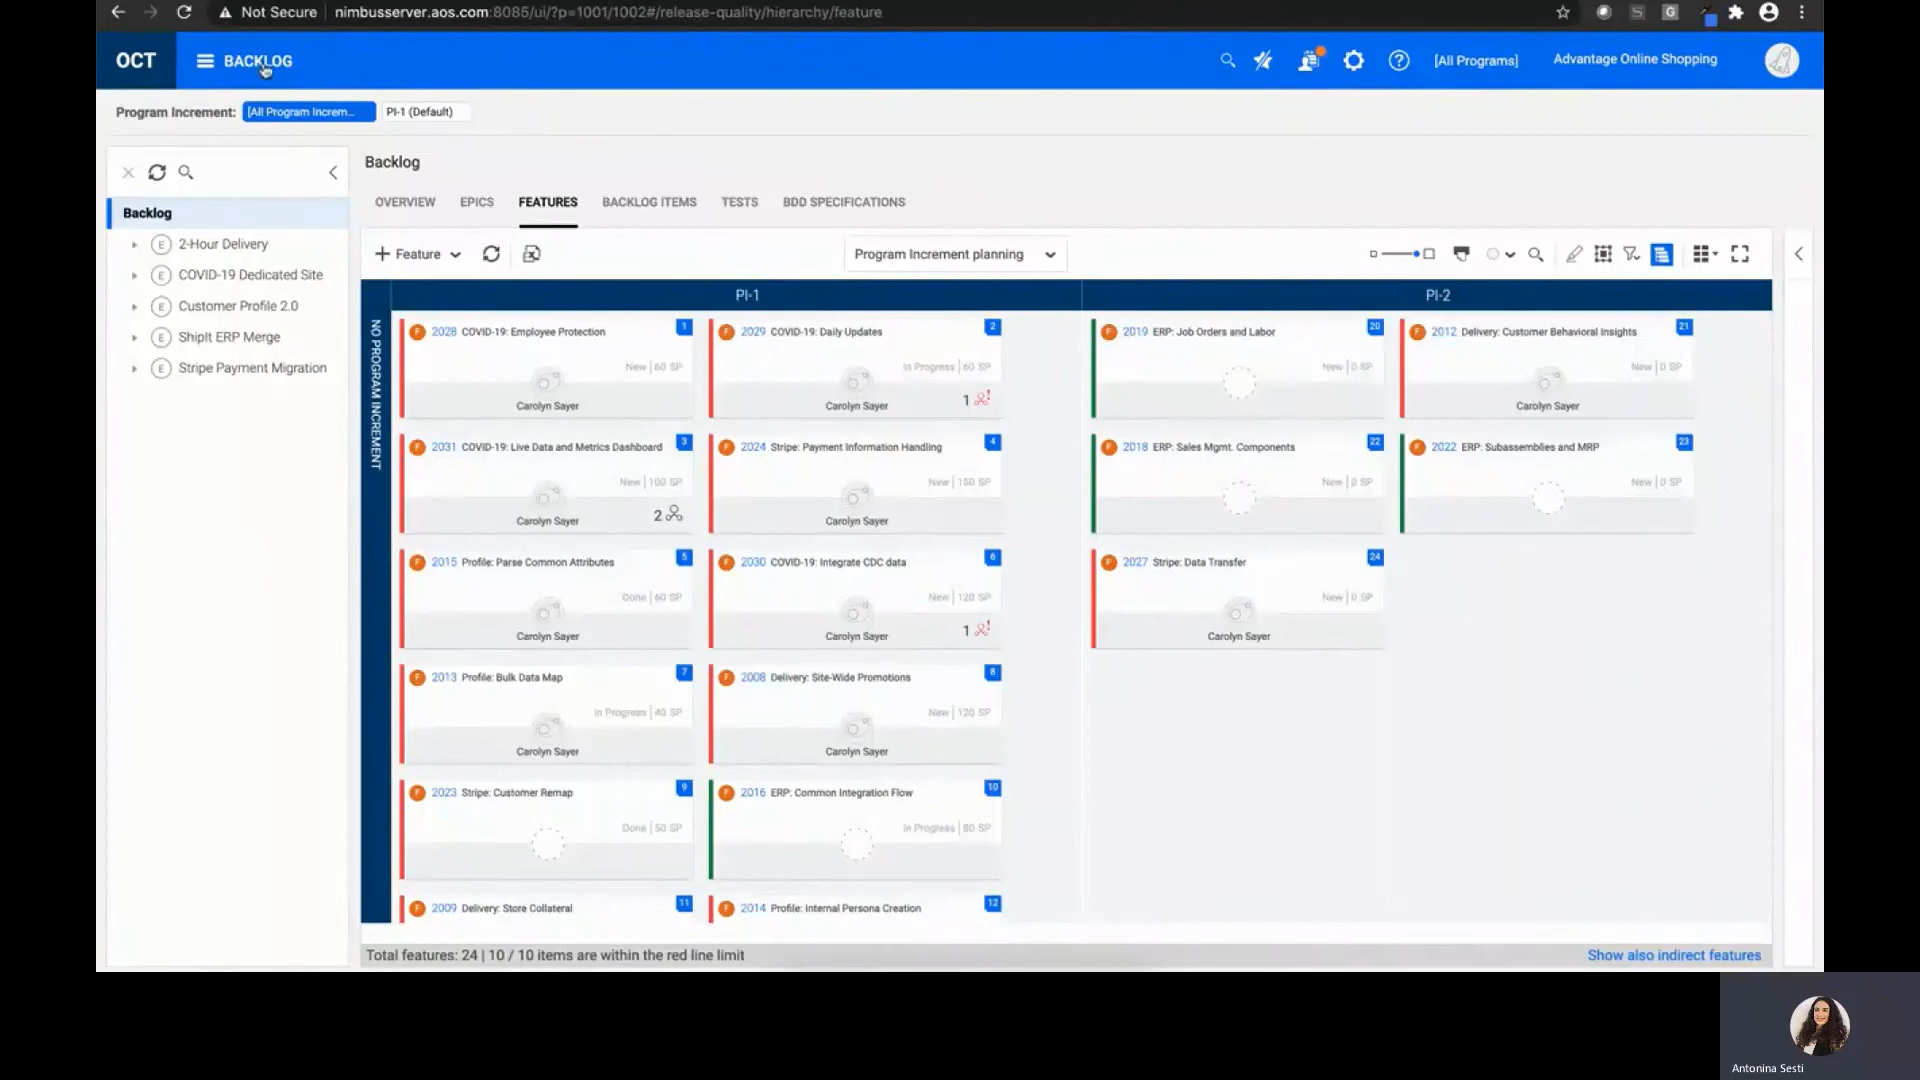 Not Secure nimbusserver.aos.com:8085/ui/?p=1001/1002#/release-quality/hierarchy/feature
OCT
BACKLOG
[All Programs]
Advantage Online Shopping
Program Increment:
[All Program Increm...
PI-1 (Default)
Backlog
E 2-Hour Delivery
E COVID-19 Dedicated Site
E Customer Profile 2.0
E ShipIt ERP Merge
E Stripe Payment Migration
Backlog
OVERVIEW EPICS FEATURES BACKLOG ITEMS TESTS BDD SPECIFICATIONS
+ Feature
Program Increment planning
NO PROGRAM INCREMENT
PI-1
F 2028 COVID-19: Employee Protection 1
New | 60 SP
Carolyn Sayer
F 2029 COVID-19: Daily Updates 2
In Progress | 60 SP
Carolyn Sayer
1
F 2031 COVID-19: Live Data and Metrics Dashboard 3
New | 100 SP
Carolyn Sayer
2
F 2024 Stripe: Payment Information Handling 4
New | 150 SP
Carolyn Sayer
F 2015 Profile: Parse Common Attributes 5
Done | 60 SP
Carolyn Sayer
F 2030 COVID-19: Integrate CDC data 6
New | 120 SP
Carolyn Sayer
1
F 2013 Profile: Bulk Data Map 7
In Progress | 40 SP
Carolyn Sayer
F 2008 Delivery: Site-Wide Promotions 8
New | 120 SP
Carolyn Sayer
F 2023 Stripe: Customer Remap 9
Done | 50 SP
F 2016 ERP: Common Integration Flow 10
In Progress | 80 SP
F 2009 Delivery: Store Collateral 11
F 2014 Profile: Internal Persona Creation 12
PI-2
F 2019 ERP: Job Orders and Labor 20
New | 0 SP
F 2012 Delivery: Customer Behavioral Insights 21
New | 0 SP
Carolyn Sayer
F 2018 ERP: Sales Mgmt. Components 22
New | 0 SP
F 2022 ERP: Subassemblies and MRP 23
New | 0 SP
F 2027 Stripe: Data Transfer 24
New | 0 SP
Carolyn Sayer
Total features: 24 | 10 / 10 items are within the red line limit
Show also indirect features
Antonina Sesti